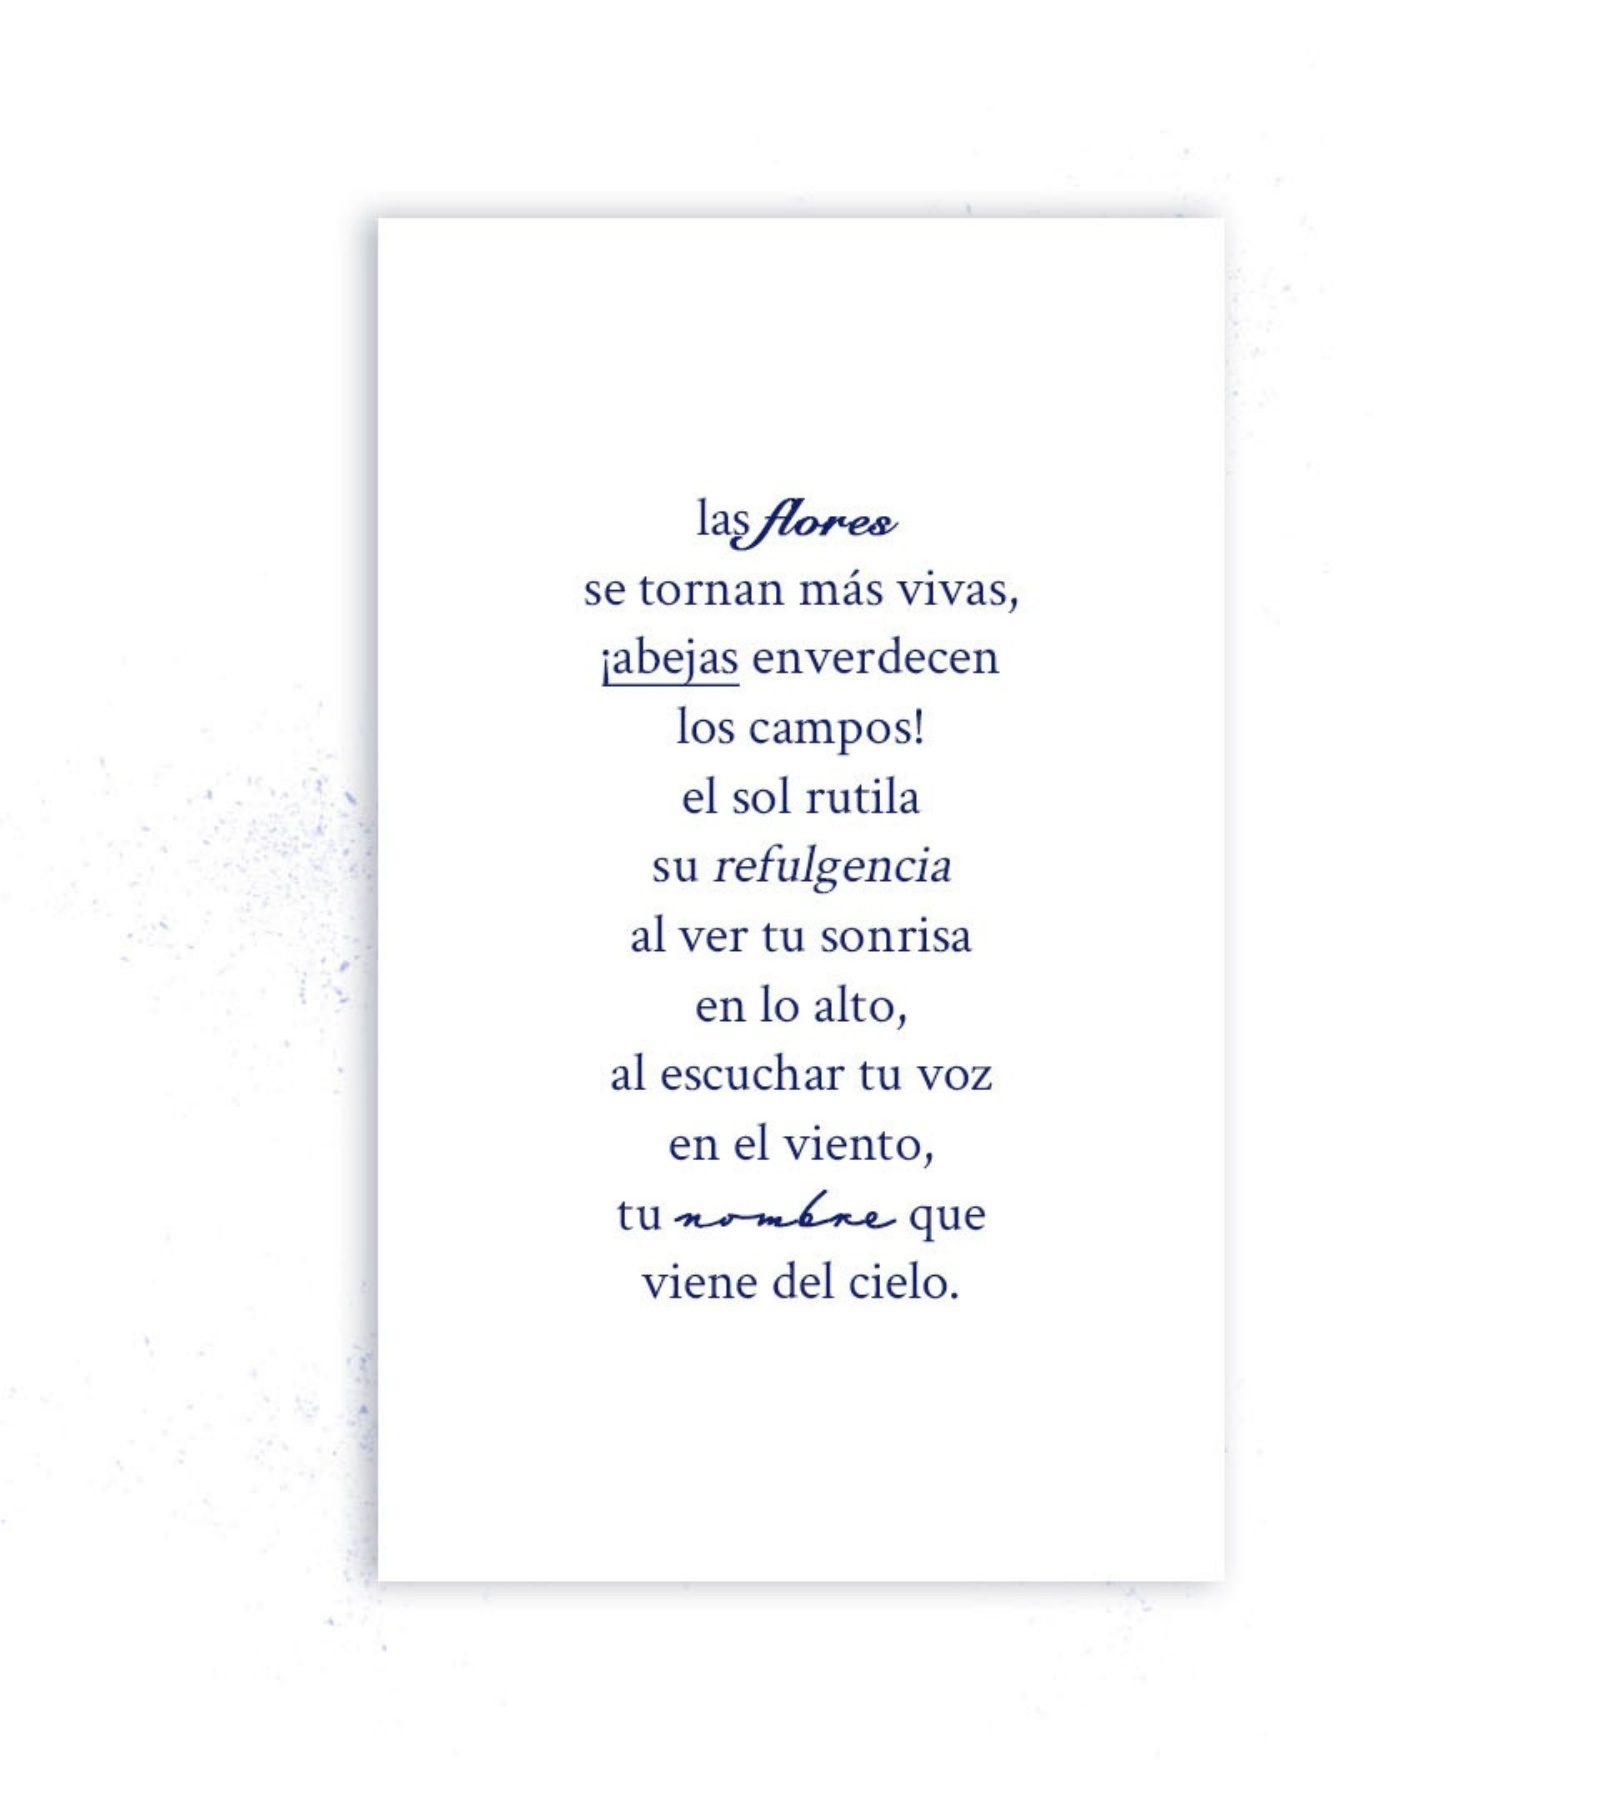 las flores
se tornan más vivas,
¡abejas enverdecen
los campos!
el sol rutila
su refulgencia
al ver tu sonrisa
en lo alto,
al escuchar tu voz
en el viento,
tu nombre que
viene del cielo.